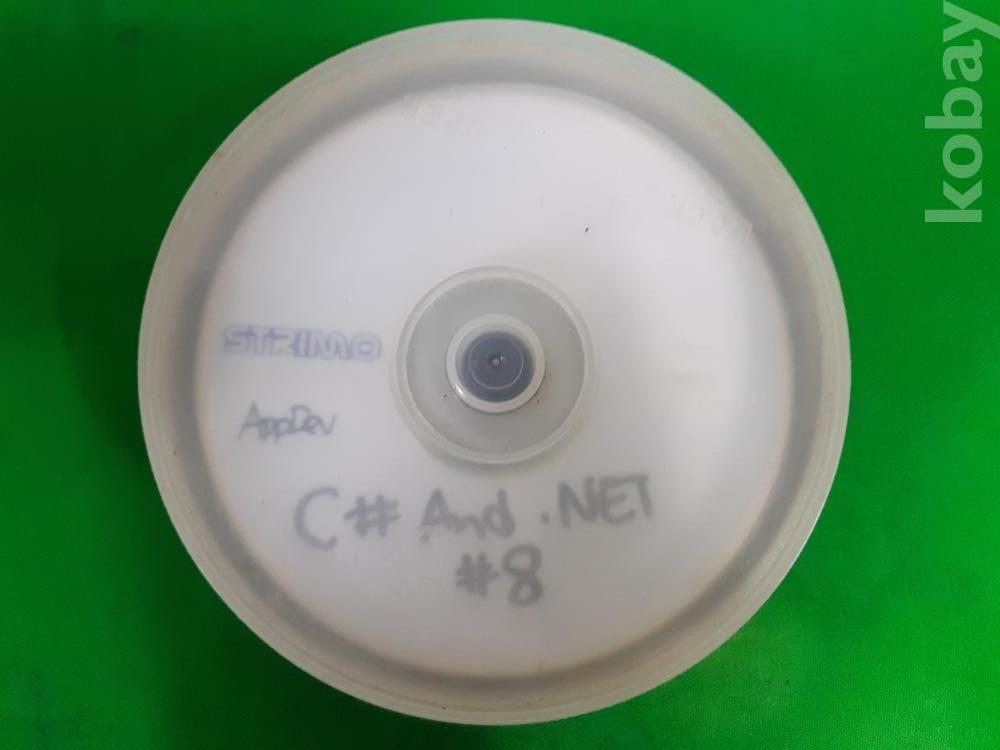 kobay
STRIMO
AppDev
C# And .NET
#8